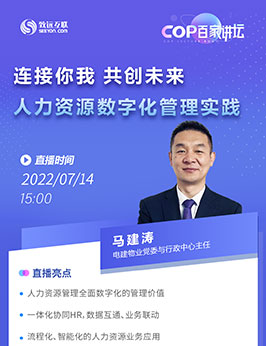 致远互联
SEEYON.COM
COP百家讲坛
连接你我 共创未来
人力资源数字化管理实践
直播时间
2022/07/14
15:00
马建涛
电建物业党委与行政中心主任
直播亮点
人力资源管理全面数字化的管理价值
一体化协同HR，数据互通、业务联动
流程化、智能化的人力资源业务应用